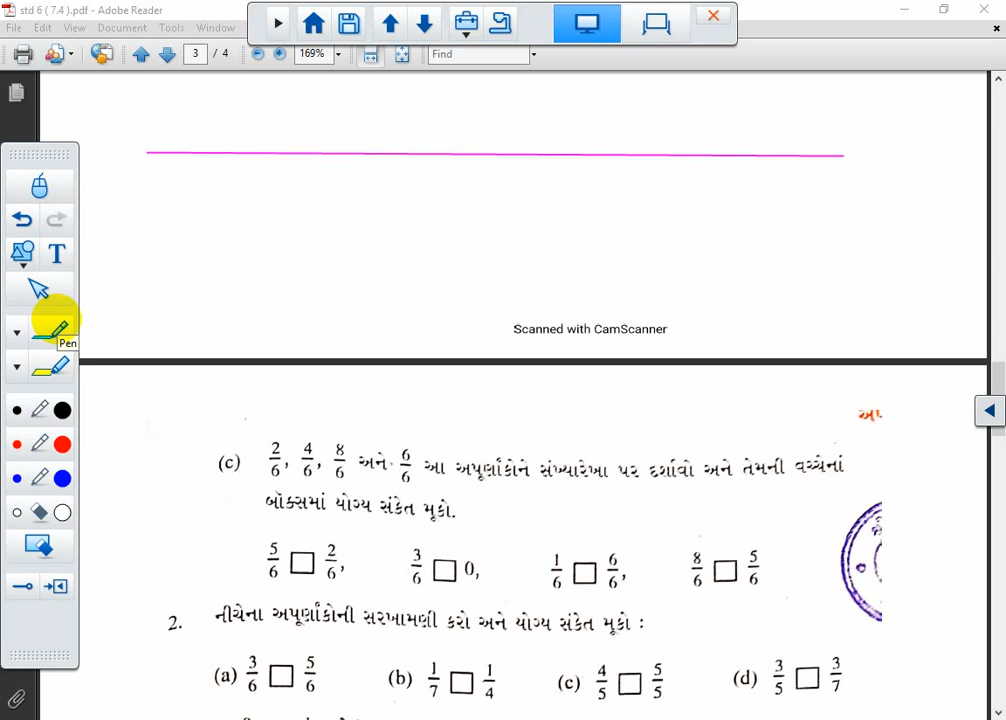 std 6 ( 7.4 ).pdf - Adobe Reader
File Edit View Document Tools Window
3 / 4 169% Find
Pen
T
Scanned with CamScanner
(c) 2/6, 4/6, 8/6 અને 6/6 આ અપૂર્ણાંકોને સંખ્યારેખા પર દર્શાવો અને તેમની વચ્ચેનાં
બૉક્સમાં યોગ્ય સંકેત મૂકો.
5/6 □ 2/6, 3/6 □ 0, 1/6 □ 6/6, 8/6 □ 5/6
2. નીચેના અપૂર્ણાંકોની સરખામણી કરો અને યોગ્ય સંકેત મૂકો :
(a) 3/6 □ 5/6 (b) 1/7 □ 1/4 (c) 4/5 □ 5/5 (d) 3/5 □ 3/7